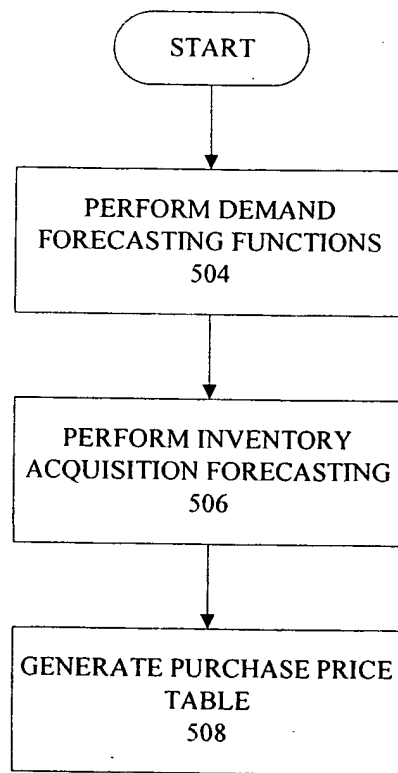 START
PERFORM DEMAND
FORECASTING FUNCTIONS
504
PERFORM INVENTORY
ACQUISITION FORECASTING
506
GENERATE PURCHASE PRICE
TABLE
508